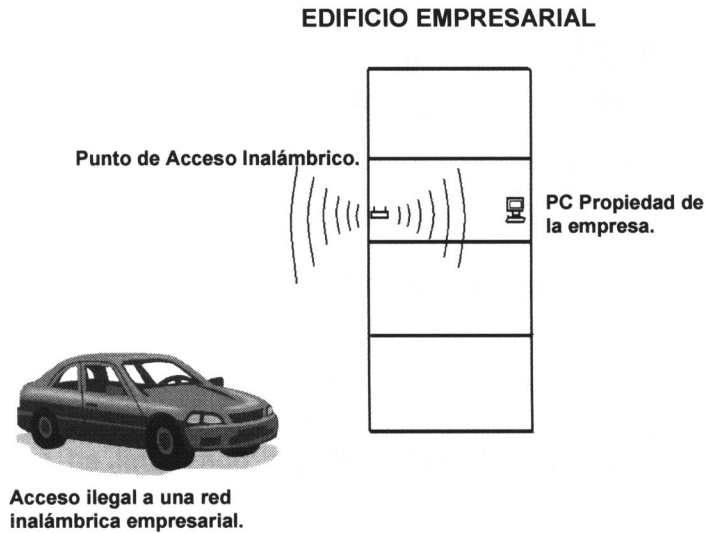 EDIFICIO EMPRESARIAL
Punto de Acceso Inalámbrico.
PC Propiedad de
la empresa.
Acceso ilegal a una red
inalámbrica empresarial.